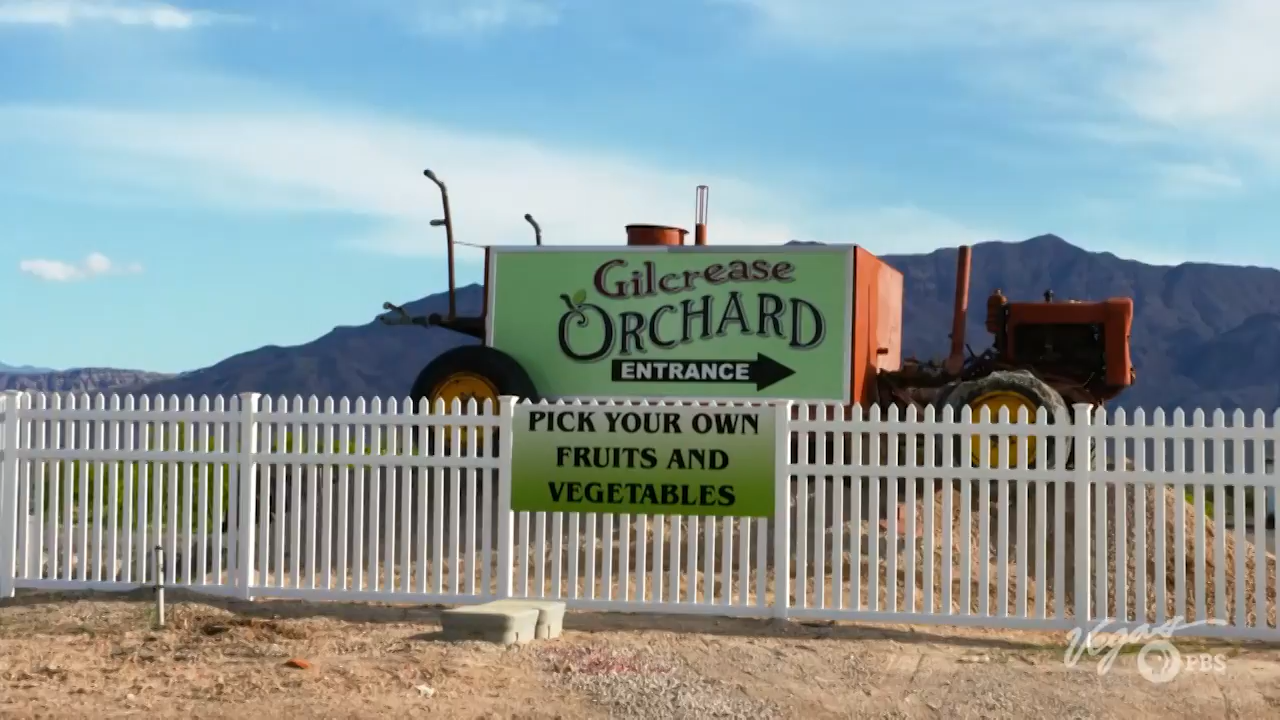 Gilcrease
ORCHARD
ENTRANCE
PICK YOUR OWN
FRUITS AND
VEGETABLES
Vegas
PBS